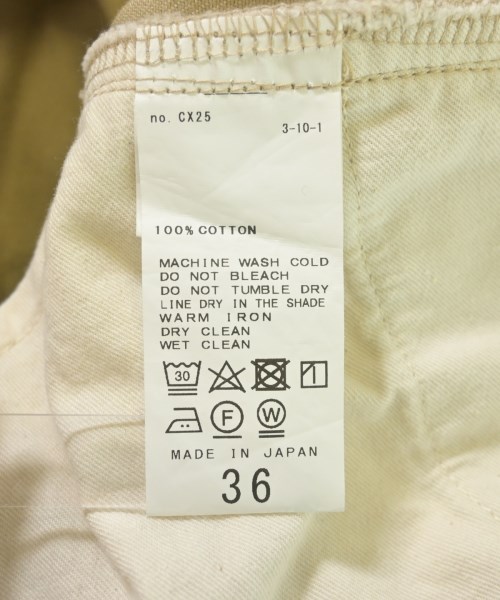 no. CX25
3-10-1
100% COTTON
MACHINE WASH COLD
DO NOT BLEACH
DO NOT TUMBLE DRY
LINE DRY IN THE SHADE
WARM IRON
DRY CLEAN
WET CLEAN
30
F W
MADE IN JAPAN
36